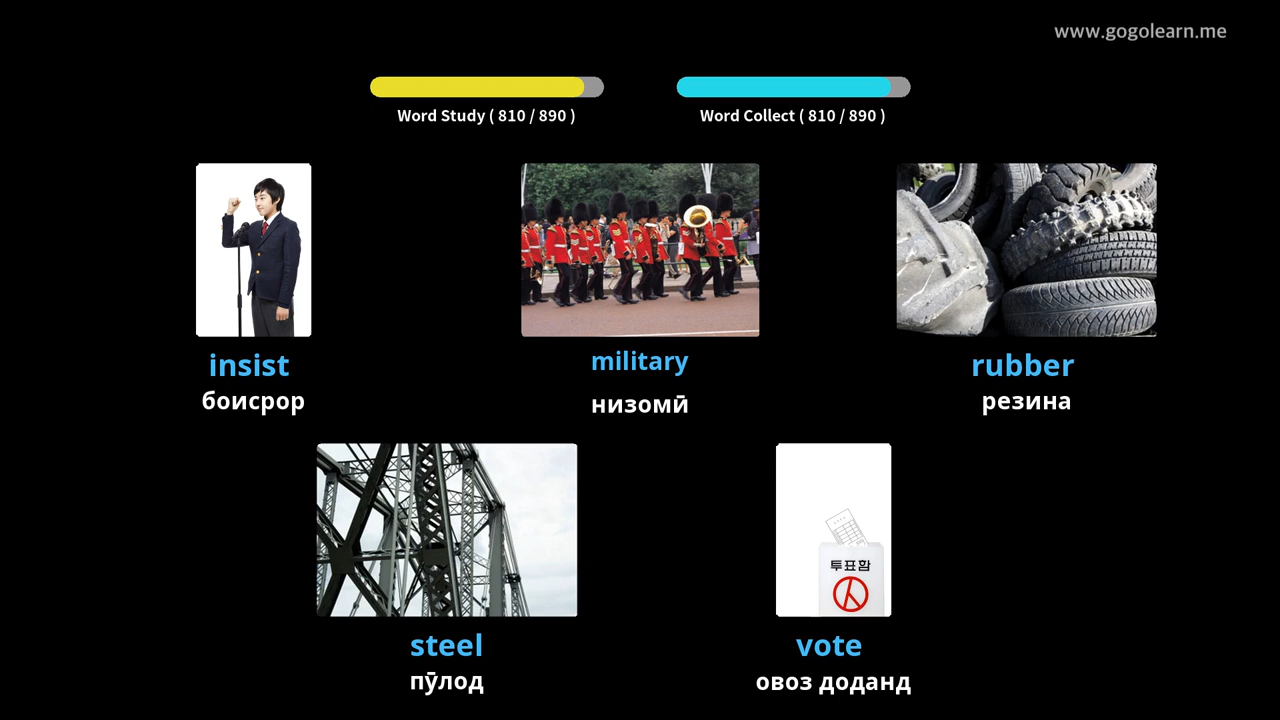 www.gogolearn.me
Word Study ( 810 / 890 )
Word Collect ( 810 / 890 )
insist
боисрор
military
низомӣ
rubber
резина
투표함
steel
пӯлод
vote
овоз доданд